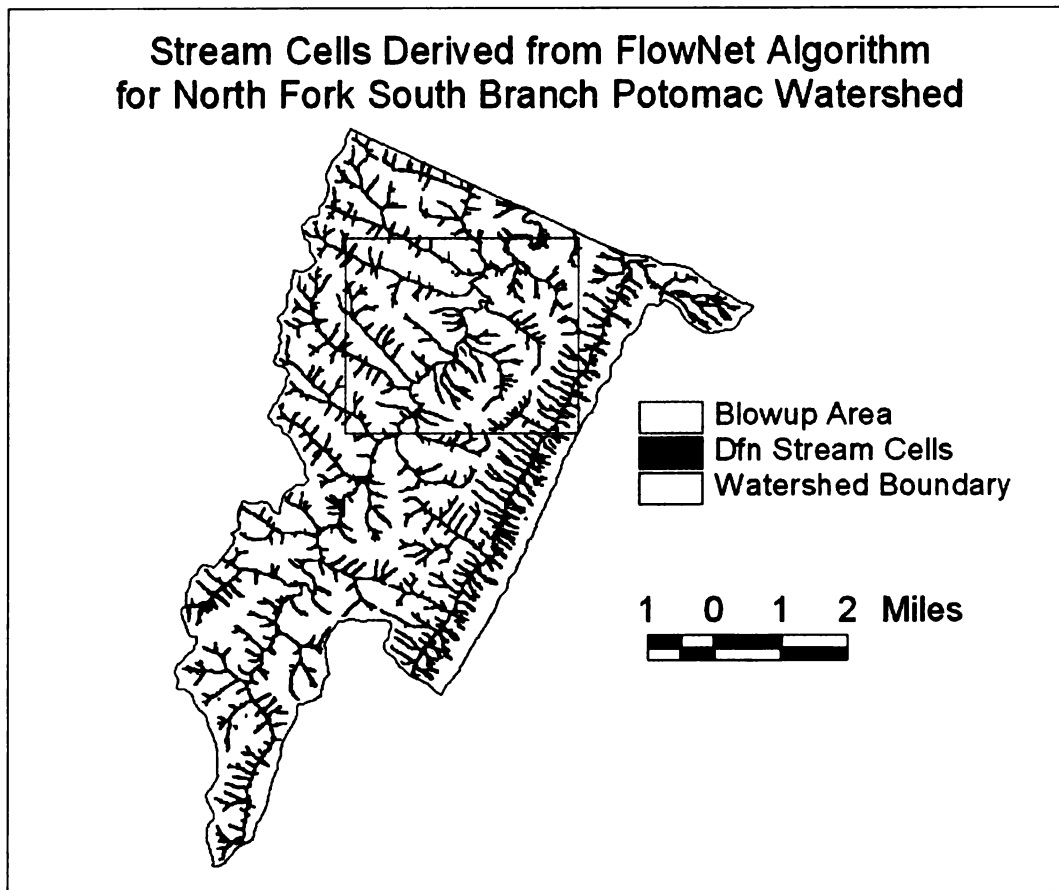 Stream Cells Derived from FlowNet Algorithm
for North Fork South Branch Potomac Watershed
Blowup Area
Dfn Stream Cells
Watershed Boundary
1 0 1 2 Miles